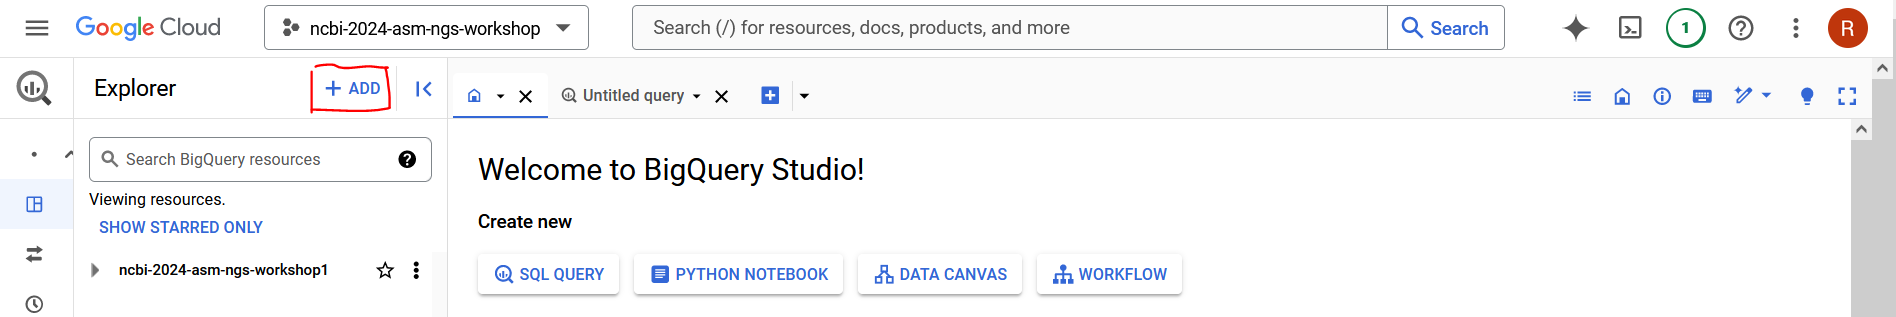 Google Cloud
ncbi-2024-asm-ngs-workshop
Search (/) for resources, docs, products, and more
Search
1
R
Explorer
+ ADD
Untitled query
Search BigQuery resources
?
Viewing resources.
SHOW STARRED ONLY
ncbi-2024-asm-ngs-workshop1
Welcome to BigQuery Studio!
Create new
SQL QUERY
PYTHON NOTEBOOK
DATA CANVAS
WORKFLOW